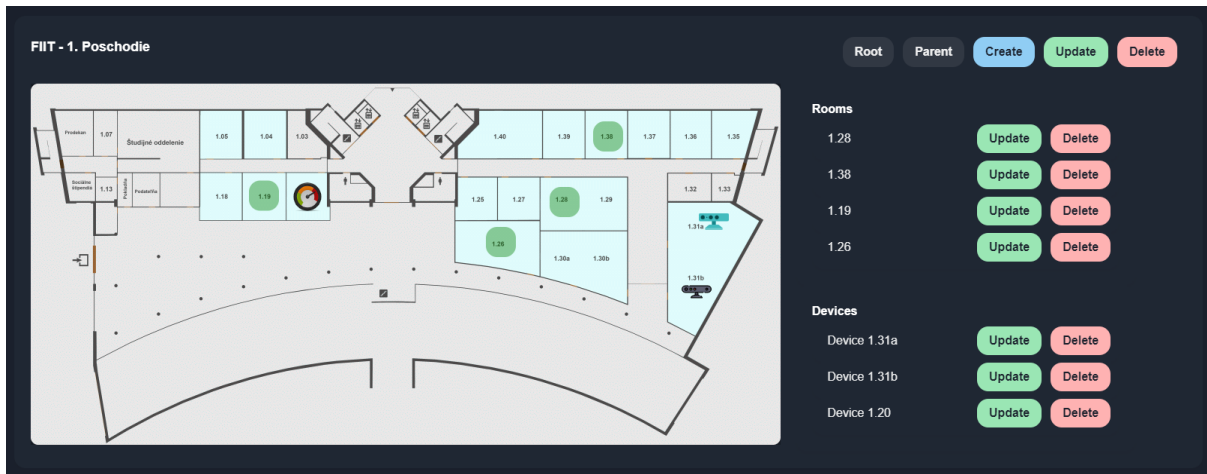 FIIT - 1. Poschodie
Root Parent Create Update Delete
Prodekan
1.07
Študijné oddelenie
1.05
1.04
1.03
1.40
1.39
1.38
1.37
1.36
1.35
Sociálne štipendiá
1.13
Pokladňa
Podateľňa
1.18
1.19
1.25
1.27
1.28
1.29
1.32
1.33
1.31a
1.26
1.30a
1.30b
1.31b
Rooms
1.28 Update Delete
1.38 Update Delete
1.19 Update Delete
1.26 Update Delete
Devices
Device 1.31a Update Delete
Device 1.31b Update Delete
Device 1.20 Update Delete